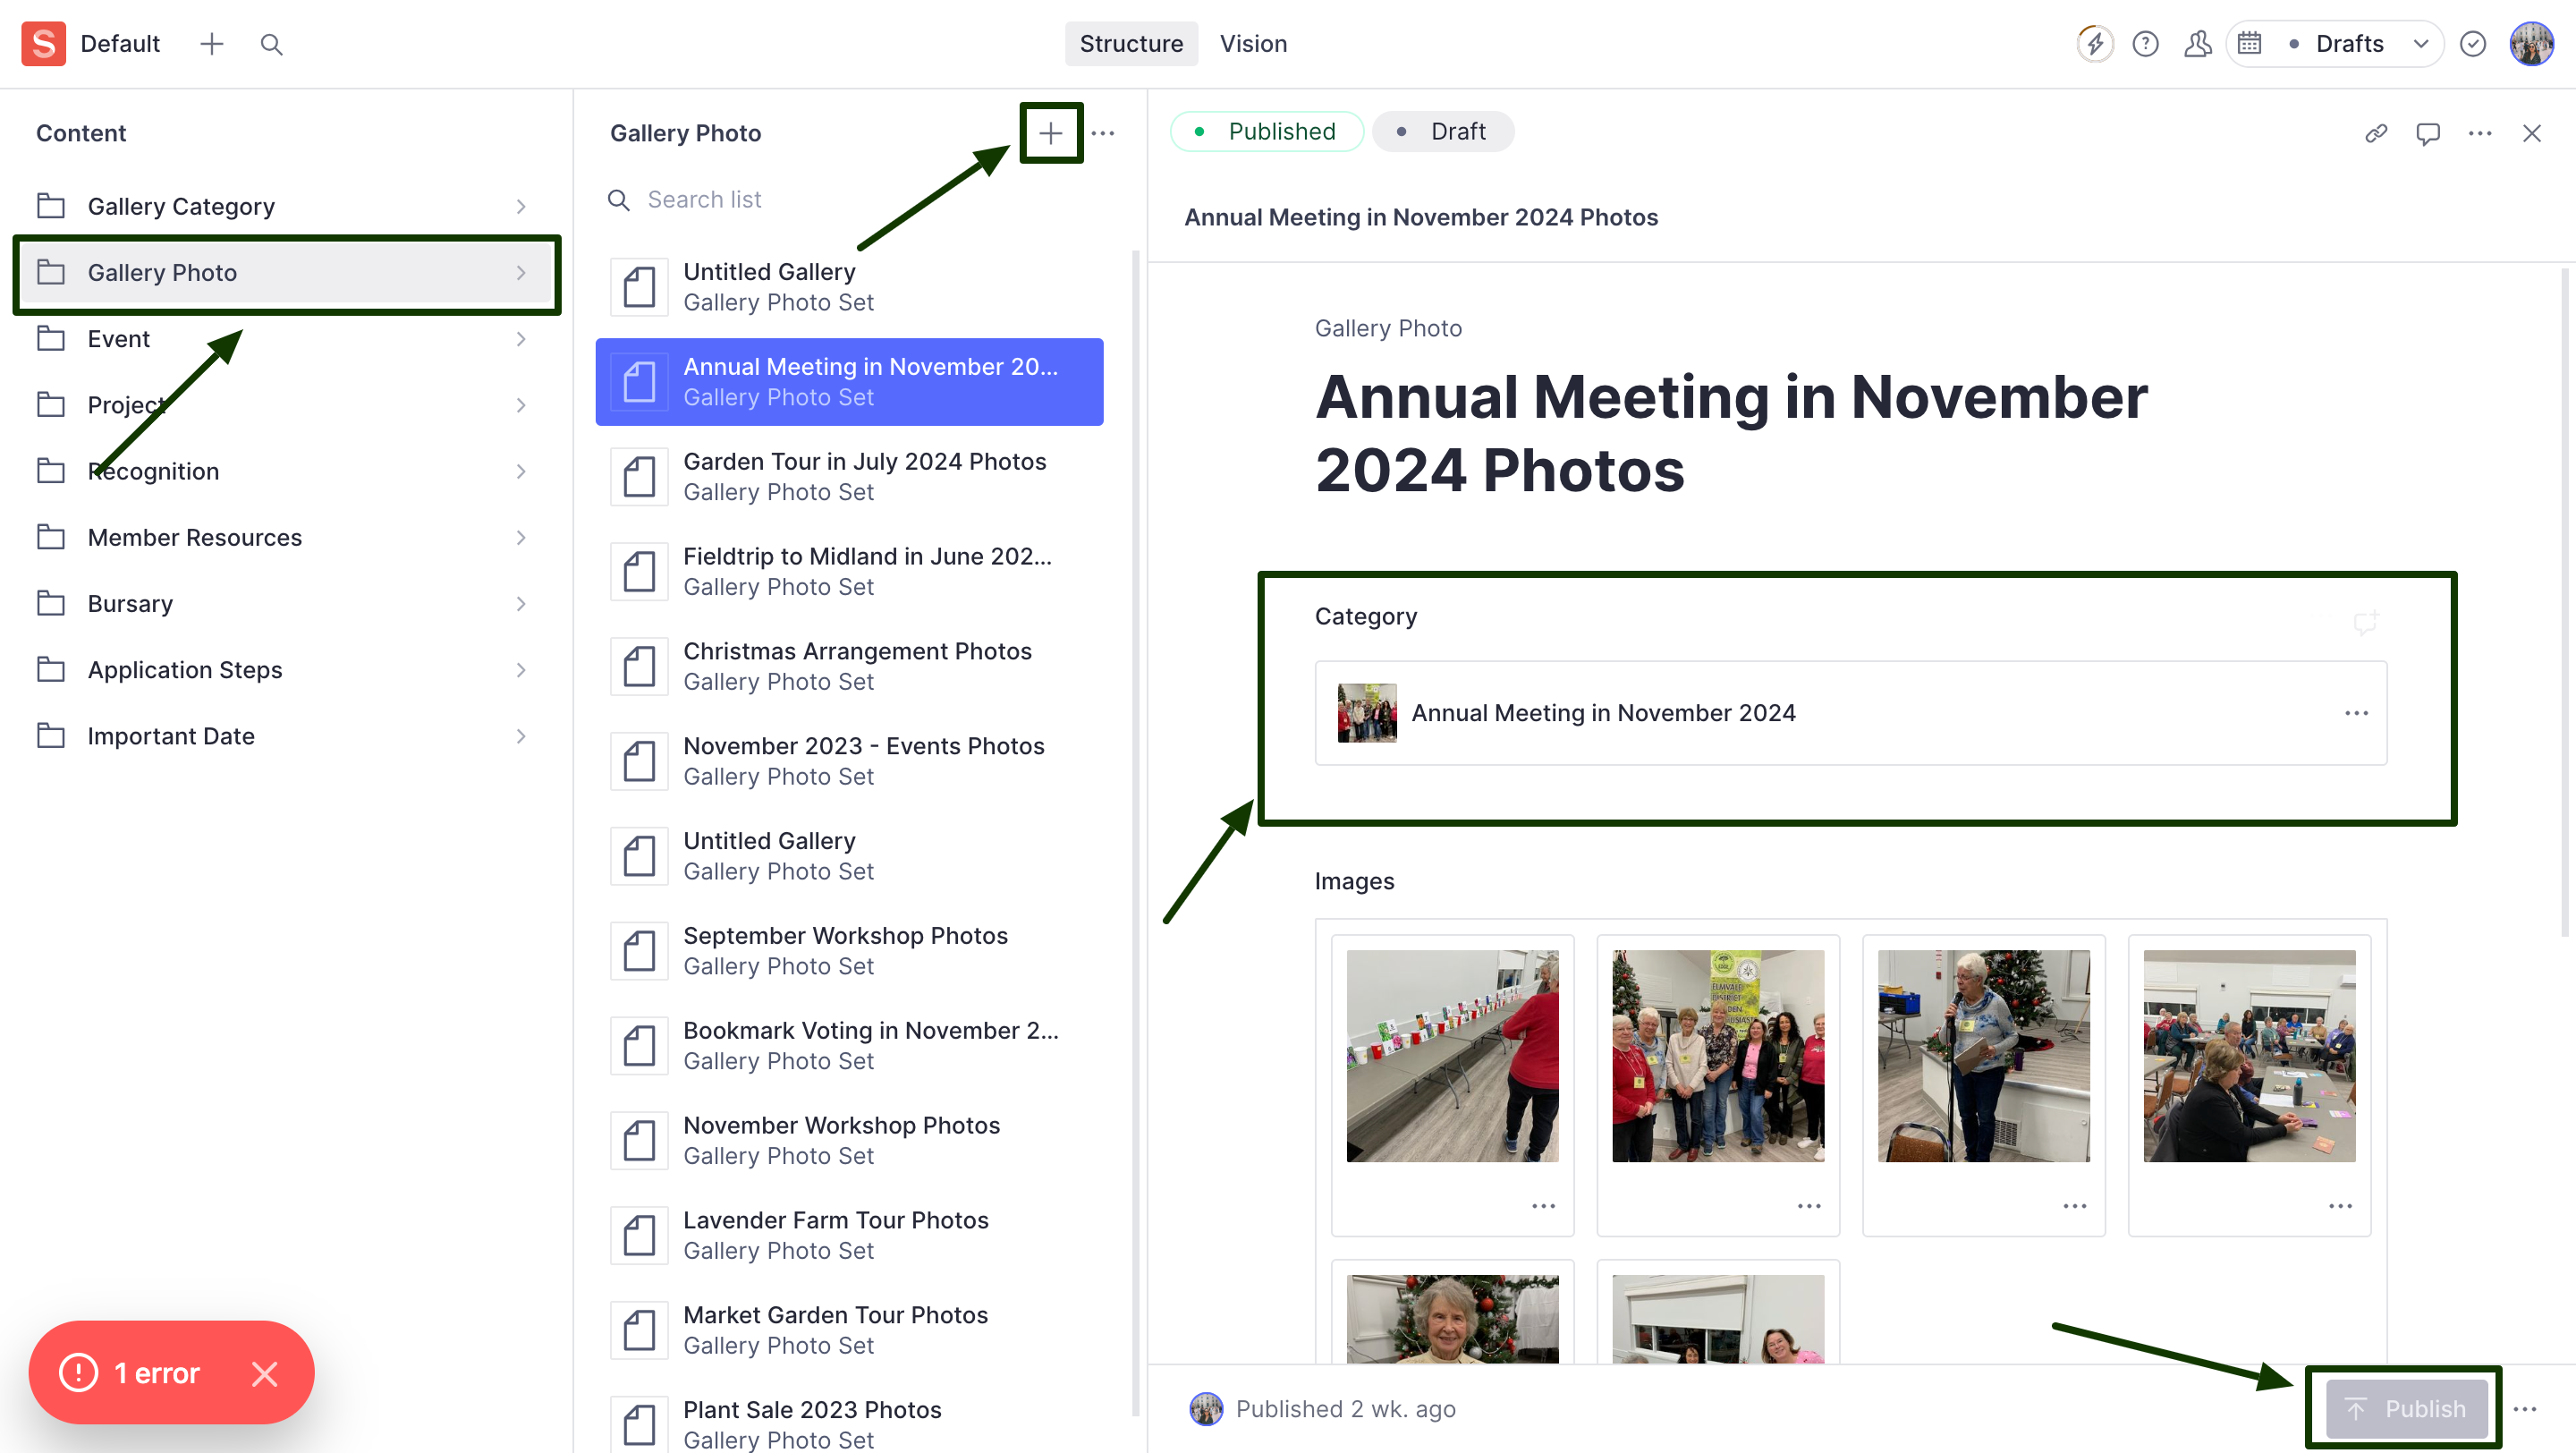 S Default
Structure Vision
Drafts
Content
Gallery Category
Gallery Photo
Event
Project
Recognition
Member Resources
Bursary
Application Steps
Important Date
1 error
Gallery Photo
Search list
Untitled Gallery
Gallery Photo Set
Annual Meeting in November 20...
Gallery Photo Set
Garden Tour in July 2024 Photos
Gallery Photo Set
Fieldtrip to Midland in June 202...
Gallery Photo Set
Christmas Arrangement Photos
Gallery Photo Set
November 2023 - Events Photos
Gallery Photo Set
Untitled Gallery
Gallery Photo Set
September Workshop Photos
Gallery Photo Set
Bookmark Voting in November 2...
Gallery Photo Set
November Workshop Photos
Gallery Photo Set
Lavender Farm Tour Photos
Gallery Photo Set
Market Garden Tour Photos
Gallery Photo Set
Plant Sale 2023 Photos
Gallery Photo Set
Published Draft
Annual Meeting in November 2024 Photos
Gallery Photo
Annual Meeting in November
2024 Photos
Category
Annual Meeting in November 2024
Images
ELMVALE
DISTRICT
Published 2 wk. ago
Publish